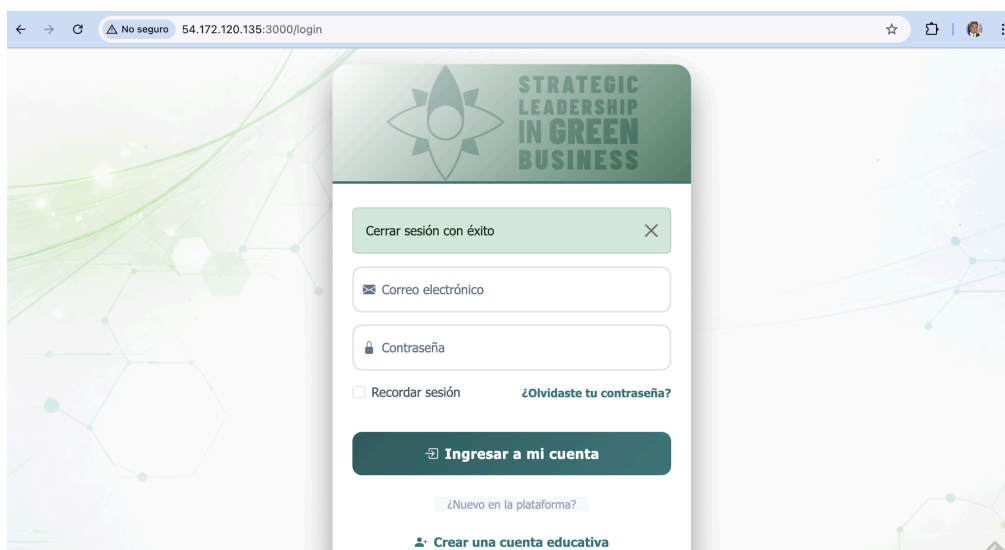 No seguro 54.172.120.135:3000/login
STRATEGIC
LEADERSHIP
IN GREEN
BUSINESS
Cerrar sesión con éxito
Correo electrónico
Contraseña
Recordar sesión ¿Olvidaste tu contraseña?
Ingresar a mi cuenta
¿Nuevo en la plataforma?
Crear una cuenta educativa